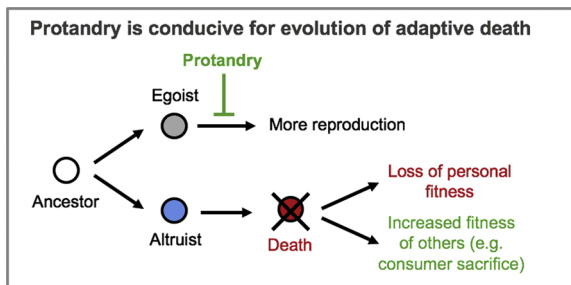 Protandry is conducive for evolution of adaptive death
Protandry
Egoist
More reproduction
Ancestor
Loss of personal
fitness
Altruist
Death
Increased fitness
of others (e.g.
consumer sacrifice)